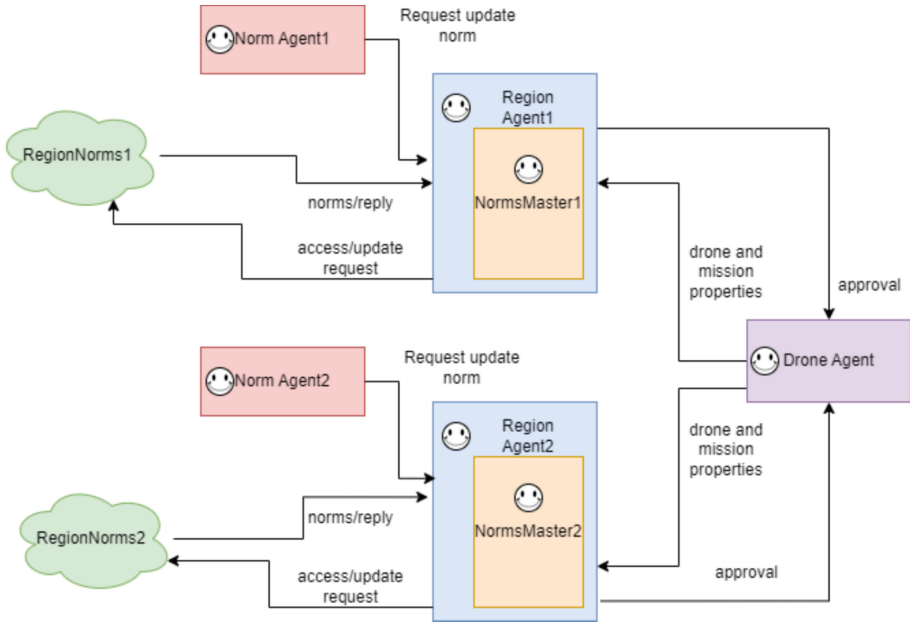 Request update
norm
Norm Agent1
Region
Agent1
RegionNorms1
NormsMaster1
norms/reply
access/update
request
drone and
mission
properties
approval
Drone Agent
Request update
norm
Norm Agent2
Region
Agent2
drone and
mission
properties
norms/reply
NormsMaster2
RegionNorms2
access/update
request
approval